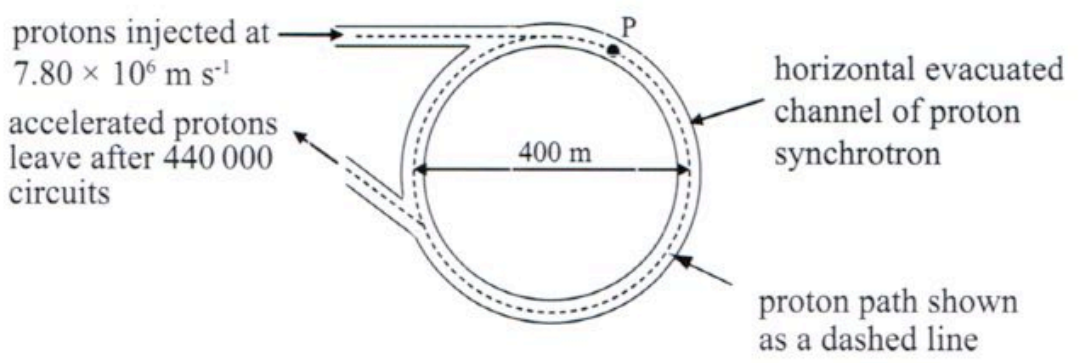 protons injected at
7.80 × 10⁶ m s⁻¹
accelerated protons
leave after 440 000
circuits
P
400 m
horizontal evacuated
channel of proton
synchrotron
proton path shown
as a dashed line